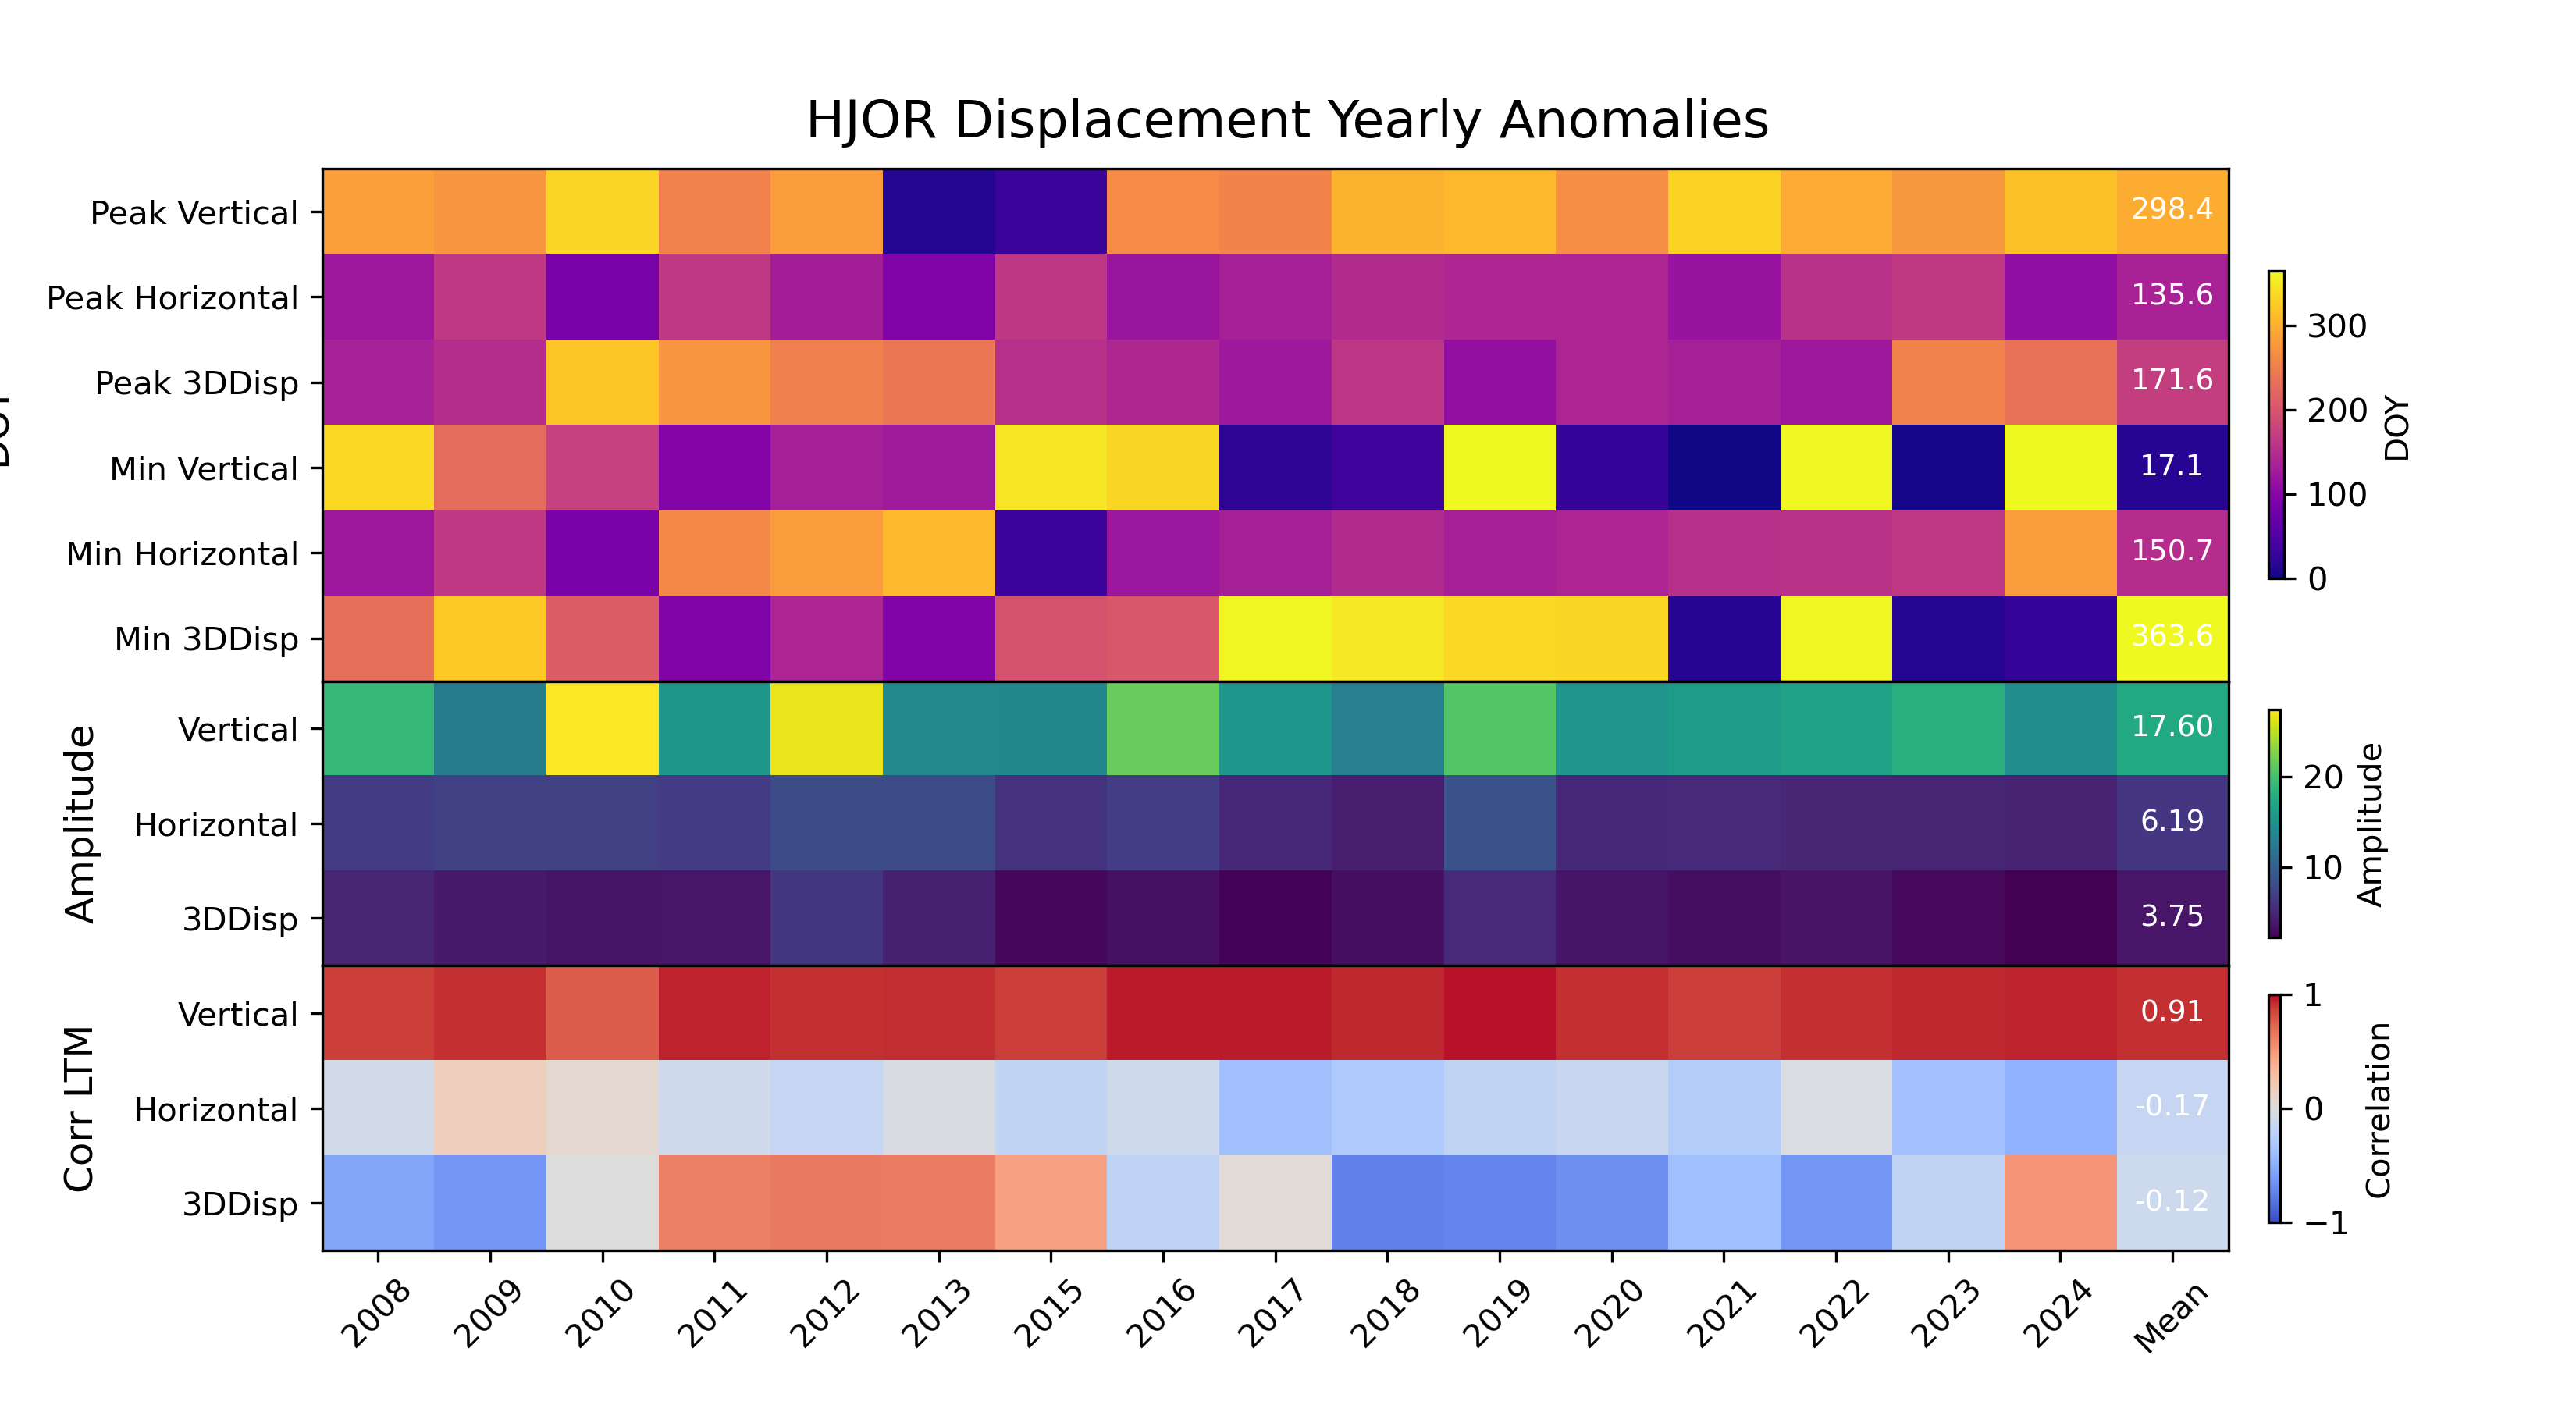 HJOR Displacement Yearly Anomalies
Peak Vertical
Peak Horizontal
Peak 3DDisp
Min Vertical
Min Horizontal
Min 3DDisp
298.4
135.6
171.6
17.1
150.7
363.6
300
200
100
0
DOY
Amplitude
Vertical
Horizontal
3DDisp
17.60
6.19
3.75
20
10
Amplitude
Corr LTM
Vertical
Horizontal
3DDisp
0.91
-0.17
-0.12
1
0
−1
Correlation
2008
2009
2010
2011
2012
2013
2015
2016
2017
2018
2019
2020
2021
2022
2023
2024
Mean